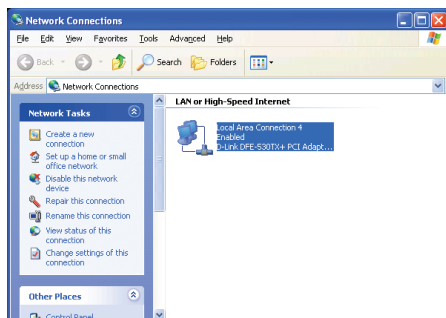 Network Connections
File Edit View Favorites Tools Advanced Help
Back Search Folders
Address Network Connections
Network Tasks
Create a new
connection
Set up a home or small
office network
Disable this network
device
Repair this connection
Rename this connection
View status of this
connection
Change settings of this
connection
Other Places
Control Panel
LAN or High-Speed Internet
Local Area Connection 4
Enabled
D-Link DFE-530TX+ PCI Adapt...